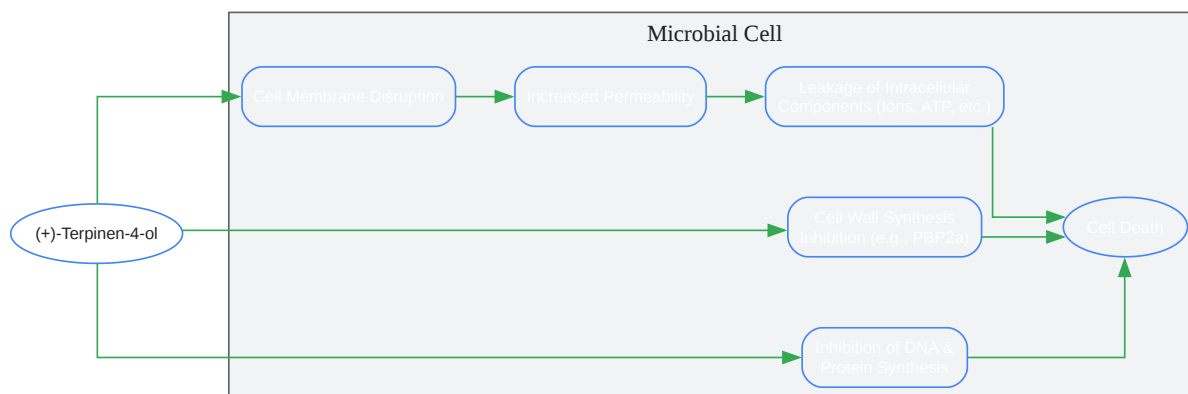 Microbial Cell
Cell Membrane Disruption
Increased Permeability
Leakage of Intracellular
Components (Ions, ATP, etc.)
(+)-Terpinen-4-ol
Cell Wall Synthesis
Inhibition (e.g., PBP2a)
Cell Death
Inhibition of DNA &
Protein Synthesis